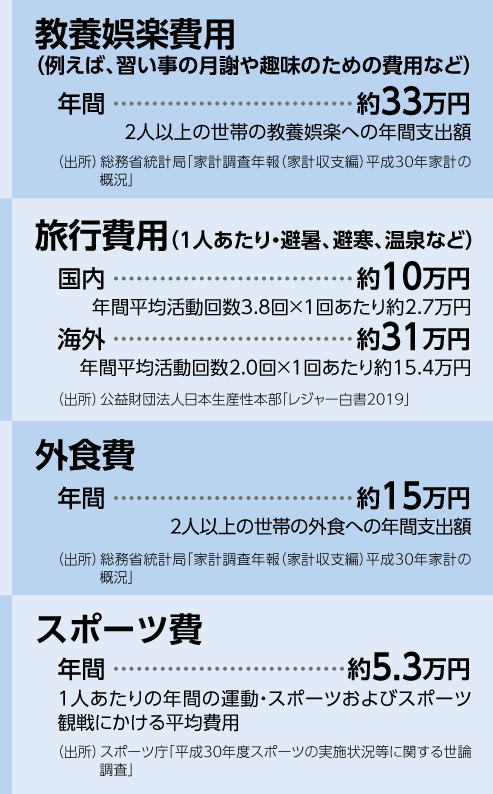 教養娯楽費用
（例えば、習い事の月謝や趣味のための費用など）
年間 ……………………………… 約33万円
2人以上の世帯の教養娯楽への年間支出額
（出所）総務省統計局「家計調査年報（家計収支編）平成30年家計の
概況」
旅行費用（1人あたり・避暑、避寒、温泉など）
国内 ……………………………… 約10万円
年間平均活動回数3.8回×1回あたり約2.7万円
海外 ……………………………… 約31万円
年間平均活動回数2.0回×1回あたり約15.4万円
（出所）公益財団法人日本生産性本部「レジャー白書2019」
外食費
年間 ……………………………… 約15万円
2人以上の世帯の外食への年間支出額
（出所）総務省統計局「家計調査年報（家計収支編）平成30年家計の
概況」
スポーツ費
年間 ……………………………… 約5.3万円
1人あたりの年間の運動・スポーツおよびスポーツ
観戦にかける平均費用
（出所）スポーツ庁「平成30年度スポーツの実施状況等に関する世論
調査」